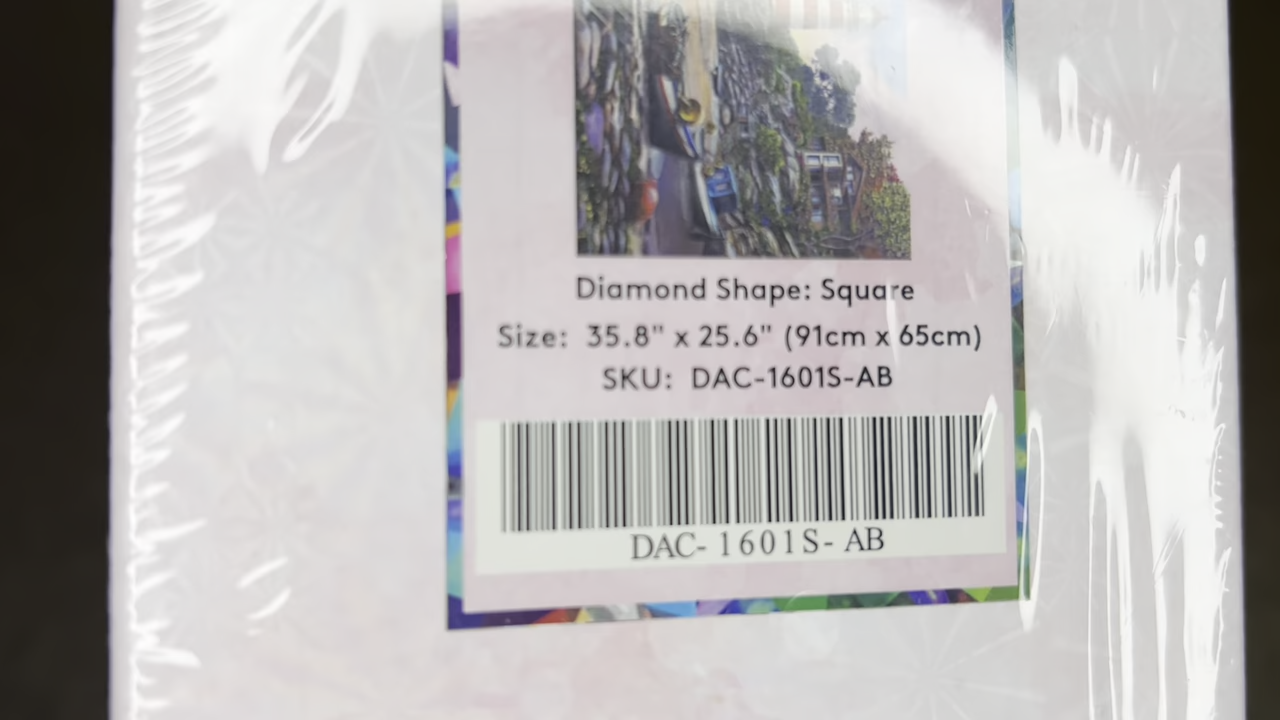 Diamond Shape: Square
Size: 35.8" x 25.6" (91cm x 65cm)
SKU: DAC-1601S-AB
DAC- 1601S- AB